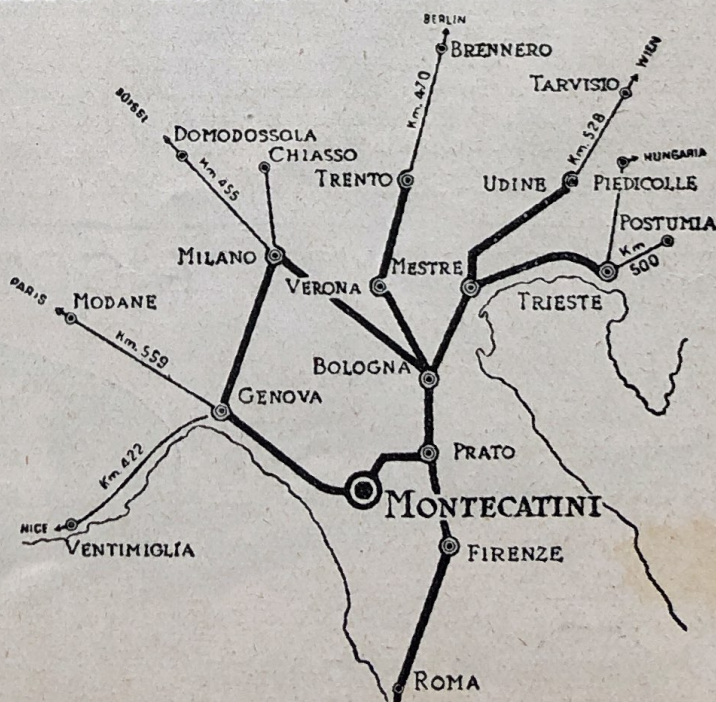 BERLIN
BRENNERO
WIEN
TARVISIO
Km. 470
Km. 528
DOMODOSSOLA
CHIASSO
Km 455
TRENTO
UDINE
HUNGARIA
PIEDICOLLE
POSTUMIA
MILANO
VERONA
MESTRE
Km
500
TRIESTE
PARIS
MODANE
Km. 559
BOLOGNA
GENOVA
Km. 422
PRATO
MONTECATINI
NICE
VENTIMIGLIA
FIRENZE
ROMA